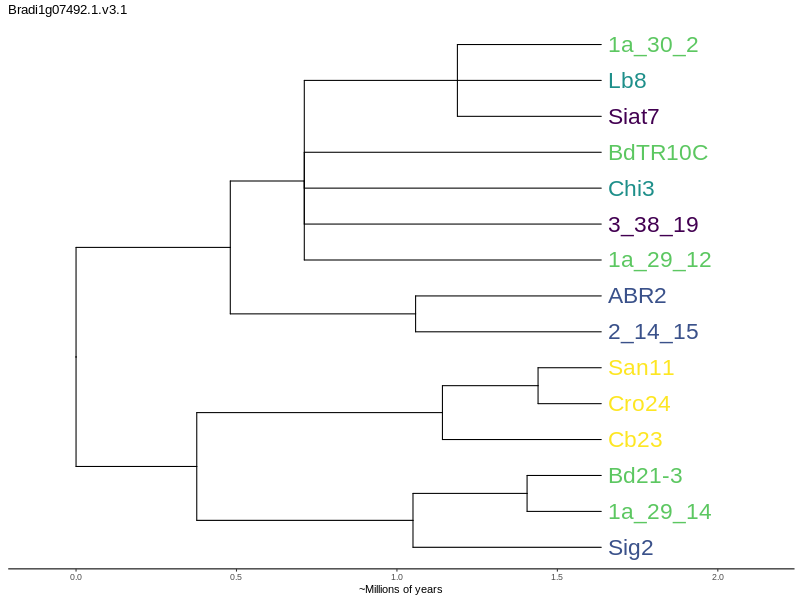 Bradi1g07492.1.v3.1
1a_30_2
Lb8
Siat7
BdTR10C
Chi3
3_38_19
1a_29_12
ABR2
2_14_15
San11
Cro24
Cb23
Bd21-3
1a_29_14
Sig2
0.0 0.5 1.0 1.5 2.0
~Millions of years